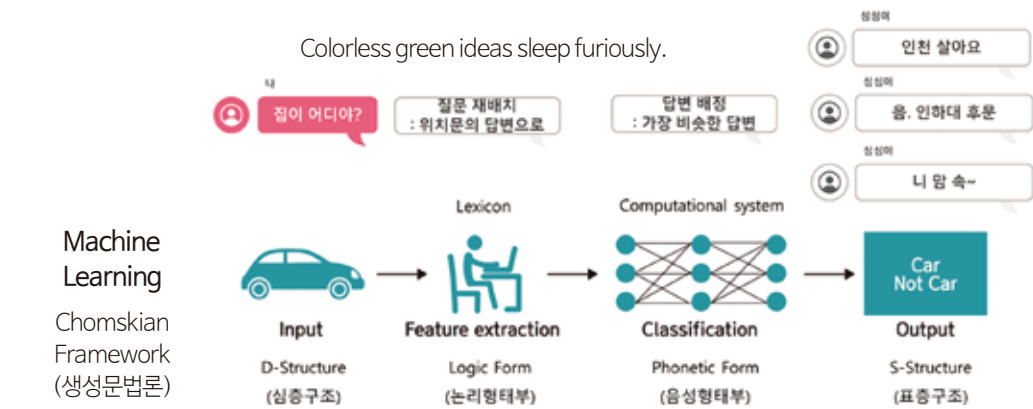 Colorless green ideas sleep furiously.
나
집이 어디야?
질문 재배치
: 위치문의 답변으로
답변 배정
: 가장 비슷한 답변
심심이
인천 살아요
심심이
음. 인하대 후문
심심이
니 맘 속~
Machine
Learning
Chomskian
Framework
(생성문법론)
Lexicon
Computational system
Car
Not Car
Input
Feature extraction
Classification
Output
D-Structure
Logic Form
Phonetic Form
S-Structure
(심층구조)
(논리형태부)
(음성형태부)
(표층구조)